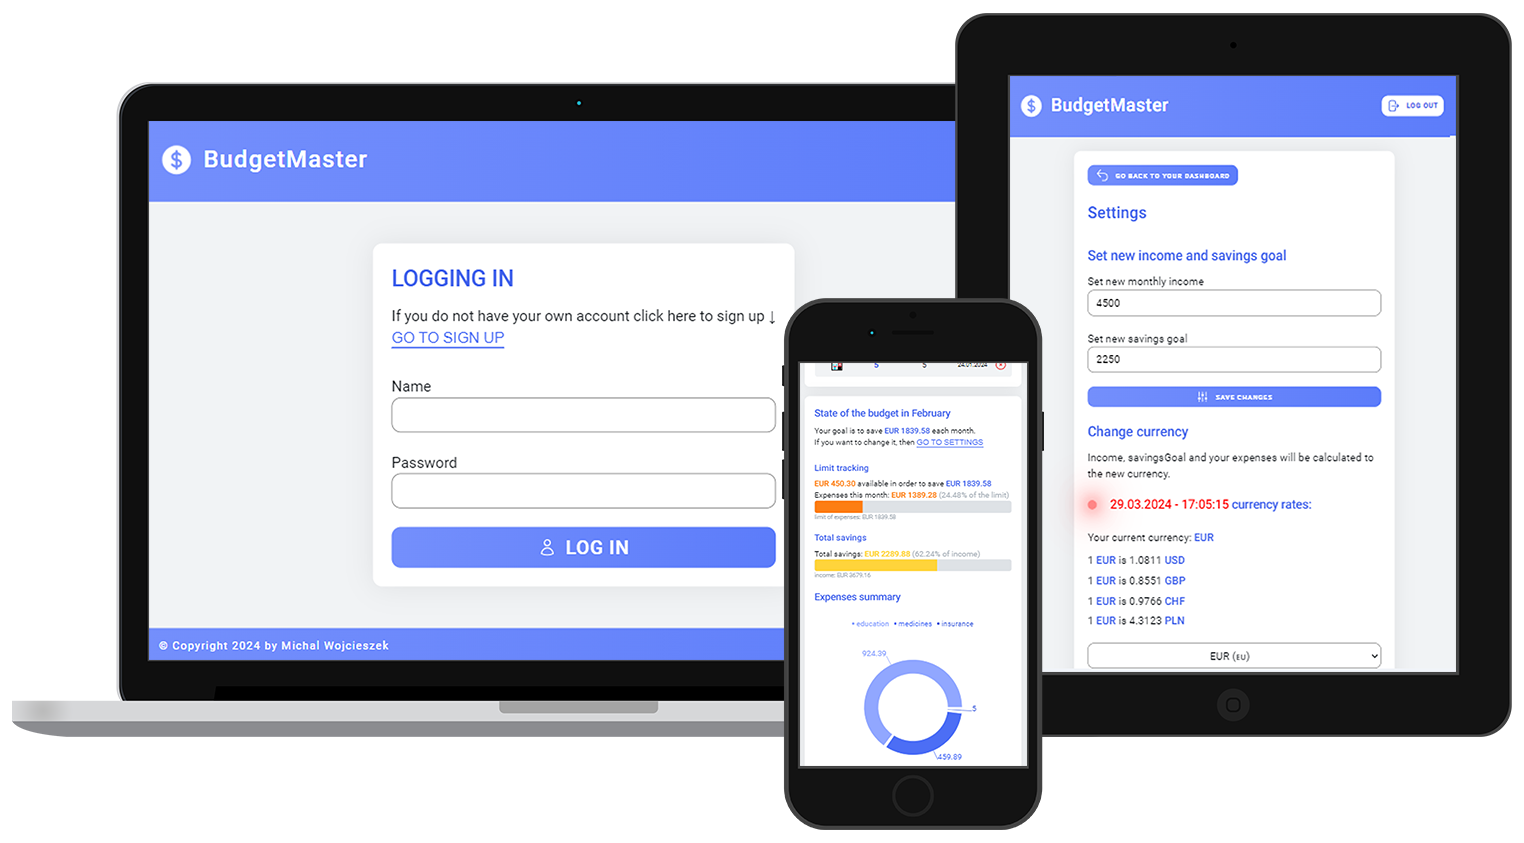 BudgetMaster
LOGGING IN
If you do not have your own account click here to sign up ↓
GO TO SIGN UP
Name
Password
LOG IN
© Copyright 2024 by Michal Wojcieszek
5 5 24.01.2024
State of the budget in February
Your goal is to save EUR 1839.58 each month.
If you want to change it, then GO TO SETTINGS
Limit tracking
EUR 450.30 available in order to save EUR 1839.58
Expenses this month: EUR 1389.28 (24.48% of the limit)
limit of expenses: EUR 1839.58
Total savings
Total savings: EUR 2289.88 (62.24% of income)
income: EUR 3679.16
Expenses summary
• education • medicines • insurance
924.39
5
459.89
BudgetMaster
LOG OUT
GO BACK TO YOUR DASHBOARD
Settings
Set new income and savings goal
Set new monthly income
4500
Set new savings goal
2250
SAVE CHANGES
Change currency
Income, savingsGoal and your expenses will be calculated to
the new currency.
29.03.2024 - 17:05:15 currency rates:
Your current currency: EUR
1 EUR is 1.0811 USD
1 EUR is 0.8551 GBP
1 EUR is 0.9766 CHF
1 EUR is 4.3123 PLN
EUR (EU)